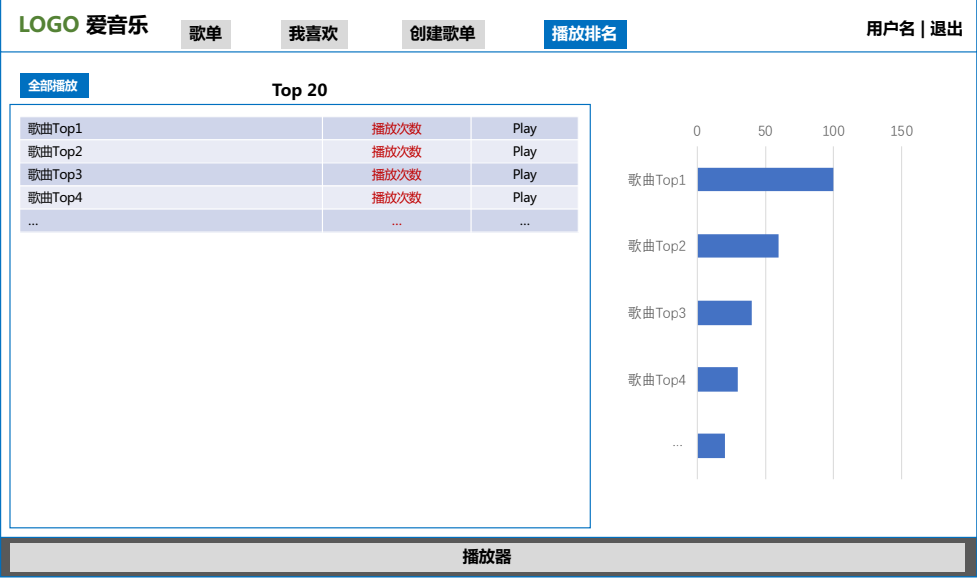 LOGO 爱音乐 歌单 我喜欢 创建歌单 播放排名 用户名 | 退出
全部播放 Top 20
歌曲Top1 播放次数 Play
歌曲Top2 播放次数 Play
歌曲Top3 播放次数 Play
歌曲Top4 播放次数 Play
... ... ...
0 50 100 150
歌曲Top1
歌曲Top2
歌曲Top3
歌曲Top4
...
播放器